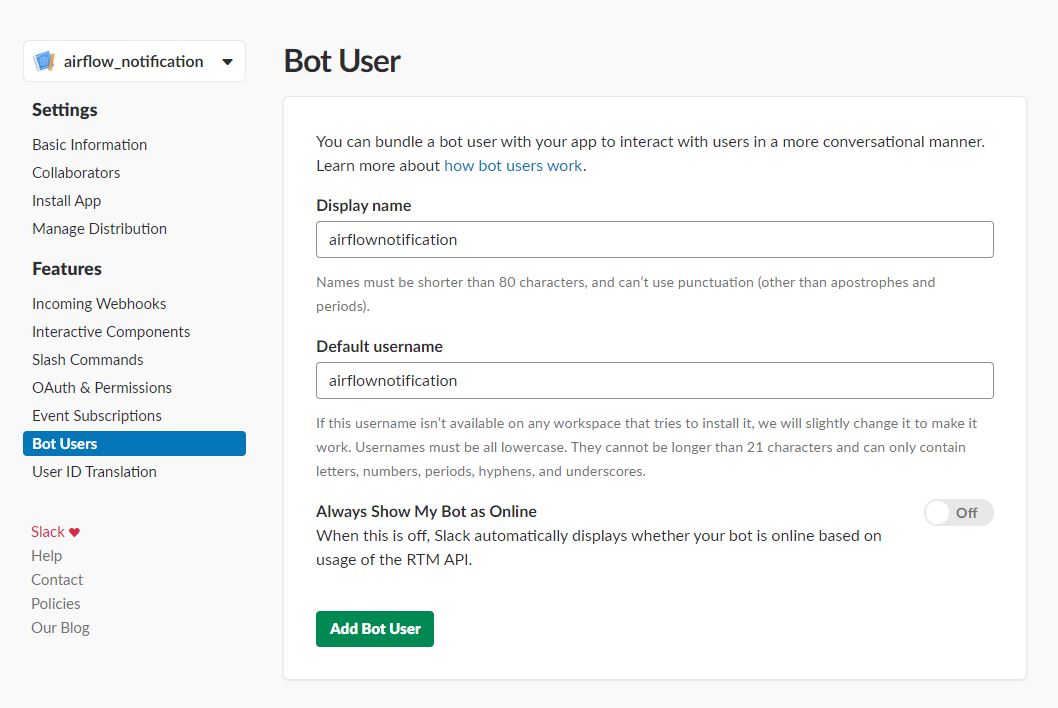 airflow_notification
Settings
Basic Information
Collaborators
Install App
Manage Distribution
Features
Incoming Webhooks
Interactive Components
Slash Commands
OAuth & Permissions
Event Subscriptions
Bot Users
User ID Translation
Slack ♥
Help
Contact
Policies
Our Blog
Bot User
You can bundle a bot user with your app to interact with users in a more conversational manner.
Learn more about how bot users work.
Display name
airflownotification
Names must be shorter than 80 characters, and can’t use punctuation (other than apostrophes and
periods).
Default username
airflownotification
If this username isn’t available on any workspace that tries to install it, we will slightly change it to make it
work. Usernames must be all lowercase. They cannot be longer than 21 characters and can only contain
letters, numbers, periods, hyphens, and underscores.
Always Show My Bot as Online
Off
When this is off, Slack automatically displays whether your bot is online based on
usage of the RTM API.
Add Bot User